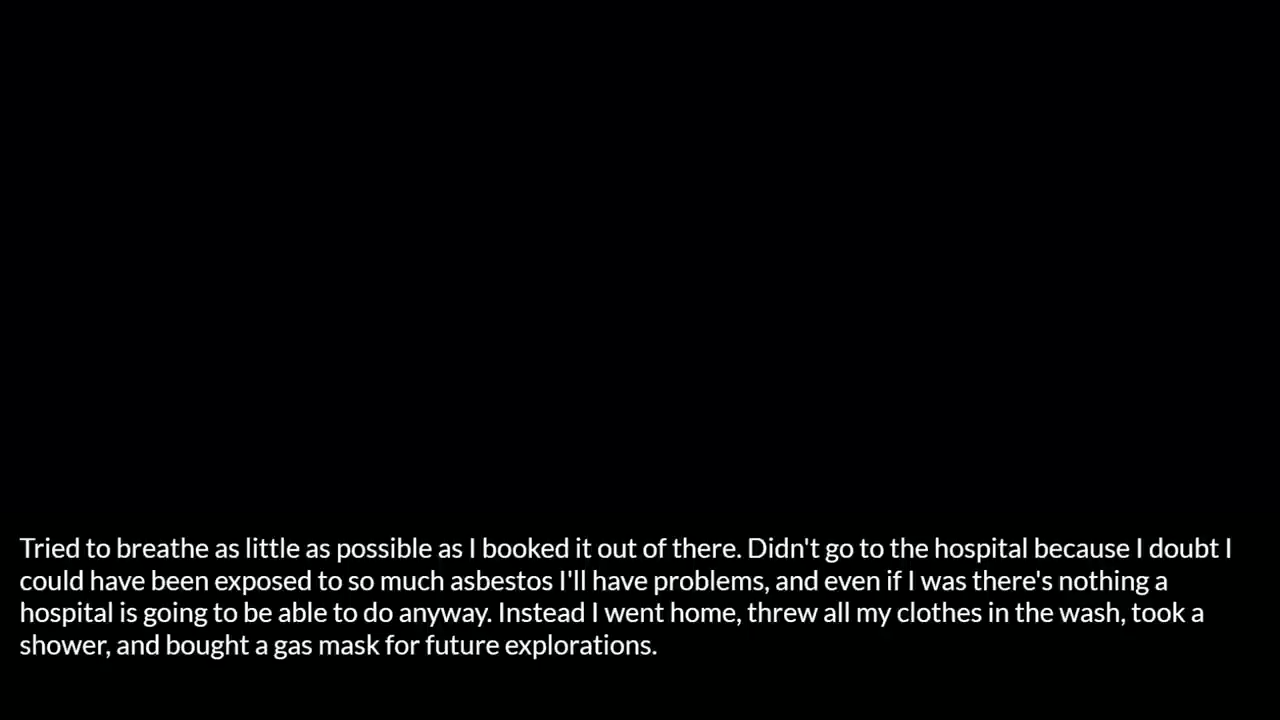 Tried to breathe as little as possible as I booked it out of there. Didn't go to the hospital because I doubt I
could have been exposed to so much asbestos I'll have problems, and even if I was there's nothing a
hospital is going to be able to do anyway. Instead I went home, threw all my clothes in the wash, took a
shower, and bought a gas mask for future explorations.